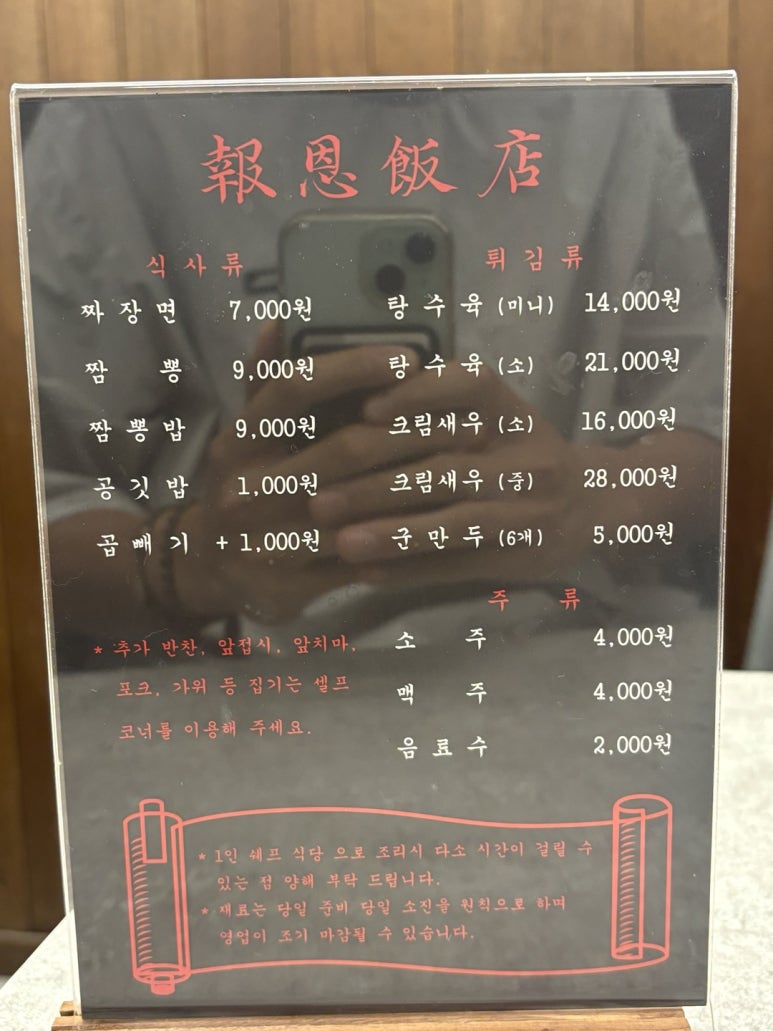 報恩飯店
식사류
짜장면 7,000원
짬뽕 9,000원
짬뽕밥 9,000원
공깃밥 1,000원
곱빼기 + 1,000원
* 추가 반찬, 앞접시, 앞치마,
포크, 가위 등 집기는 셀프
코너를 이용해 주세요.
튀김류
탕수육 (미니) 14,000원
탕수육 (소) 21,000원
크림새우 (소) 16,000원
크림새우 (중) 28,000원
군만두 (6개) 5,000원
주류
소주 4,000원
맥주 4,000원
음료수 2,000원
* 1인 쉐프 식당 으로 조리시 다소 시간이 걸릴 수
있는 점 양해 부탁 드립니다.
* 재료는 당일 준비 당일 소진을 원칙으로 하며
영업이 조기 마감될 수 있습니다.